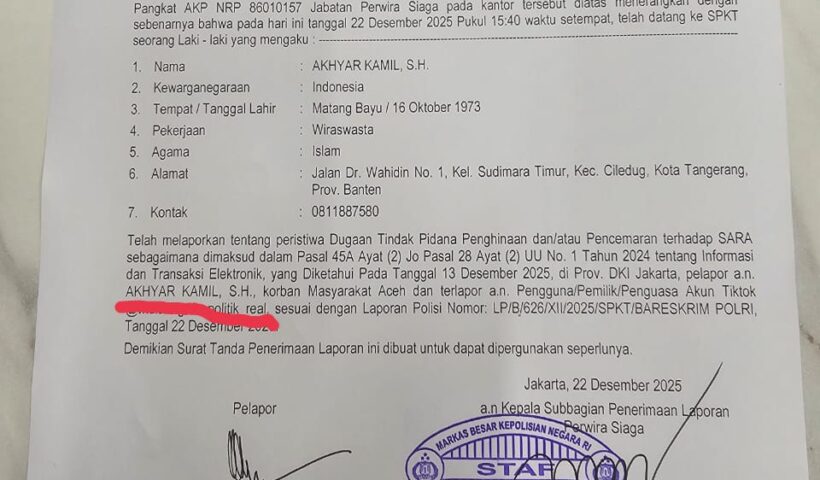 Pangkat AKP NRP 86010157 Jabatan Perwira Siaga pada kantor tersebut diatas menerangkan dengan
sebenarnya bahwa pada hari ini tanggal 22 Desember 2025 Pukul 15:40 waktu setempat, telah datang ke SPKT
seorang Laki - laki yang mengaku :
1. Nama : AKHYAR KAMIL, S.H.
2. Kewarganegaraan : Indonesia
3. Tempat / Tanggal Lahir : Matang Bayu / 16 Oktober 1973
4. Pekerjaan : Wiraswasta
5. Agama : Islam
6. Alamat : Jalan Dr. Wahidin No. 1, Kel. Sudimara Timur, Kec. Ciledug, Kota Tangerang,
Prov. Banten
7. Kontak : 0811887580
Telah melaporkan tentang peristiwa Dugaan Tindak Pidana Penghinaan dan/atau Pencemaran terhadap SARA
sebagaimana dimaksud dalam Pasal 45A Ayat (2) Jo Pasal 28 Ayat (2) UU No. 1 Tahun 2024 tentang Informasi
dan Transaksi Elektronik, yang Diketahui Pada Tanggal 13 Desember 2025, di Prov. DKI Jakarta, pelapor a.n.
AKHYAR KAMIL, S.H., korban Masyarakat Aceh dan terlapor a.n. Pengguna/Pemilik/Penguasa Akun Tiktok
politik real, sesuai dengan Laporan Polisi Nomor: LP/B/626/XII/2025/SPKT/BARESKRIM POLRI,
Tanggal 22 Desember
Demikian Surat Tanda Penerimaan Laporan ini dibuat untuk dapat dipergunakan seperlunya.
Jakarta, 22 Desember 2025
Pelapor
a.n Kepala Subbagian Penerimaan Laporan
Perwira Siaga
MARKAS BESAR KEPOLISIAN NEGARA RI
STAF